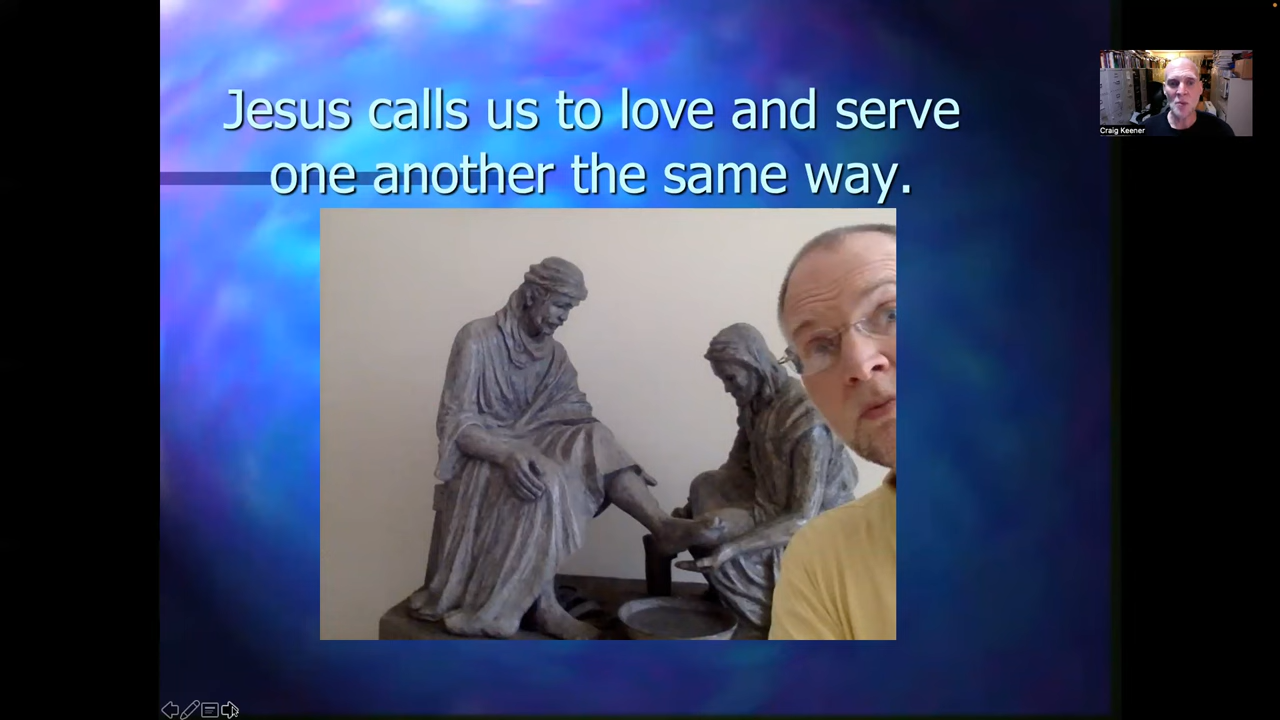 Jesus calls us to love and serve
one another the same way.
Craig Keener